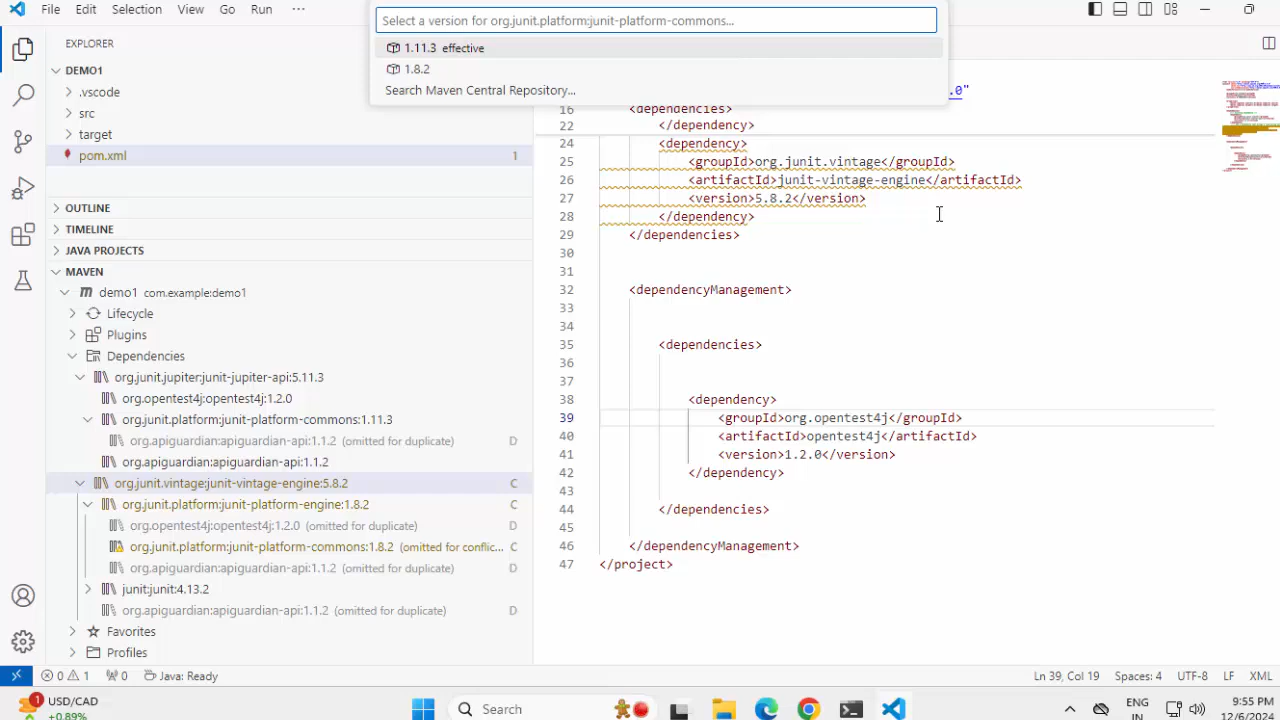 File Edit Selection View Go Run ···
Select a version for org.junit.platform:junit-platform-commons...
1.11.3 effective
1.8.2
Search Maven Central Repository...
EXPLORER
DEMO1
.vscode
src
target
pom.xml 1
OUTLINE
TIMELINE
JAVA PROJECTS
MAVEN
demo1 com.example:demo1
Lifecycle
Plugins
Dependencies
org.junit.jupiter:junit-jupiter-api:5.11.3
org.opentest4j:opentest4j:1.2.0
org.junit.platform:junit-platform-commons:1.11.3
org.apiguardian:apiguardian-api:1.1.2 (omitted for duplicate) D
org.apiguardian:apiguardian-api:1.1.2
org.junit.vintage:junit-vintage-engine:5.8.2 C
org.junit.platform:junit-platform-engine:1.8.2 C
org.opentest4j:opentest4j:1.2.0 (omitted for duplicate) D
org.junit.platform:junit-platform-commons:1.8.2 (omitted for conflic... C
org.apiguardian:apiguardian-api:1.1.2 (omitted for duplicate) D
junit:junit:4.13.2
org.apiguardian:apiguardian-api:1.1.2 (omitted for duplicate) D
Favorites
Profiles
.0"
16 <dependencies>
22 </dependency>
24 <dependency>
25 <groupId>org.junit.vintage</groupId>
26 <artifactId>junit-vintage-engine</artifactId>
27 <version>5.8.2</version>
28 </dependency>
29 </dependencies>
30
31
32 <dependencyManagement>
33
34
35 <dependencies>
36
37
38 <dependency>
39 <groupId>org.opentest4j</groupId>
40 <artifactId>opentest4j</artifactId>
41 <version>1.2.0</version>
42 </dependency>
43
44 </dependencies>
45
46 </dependencyManagement>
47 </project>
0 1 0 Java: Ready Ln 39, Col 19 Spaces: 4 UTF-8 LF XML
1 USD/CAD
+0.89%
Search
ENG
IN
9:55 PM
12/6/2024